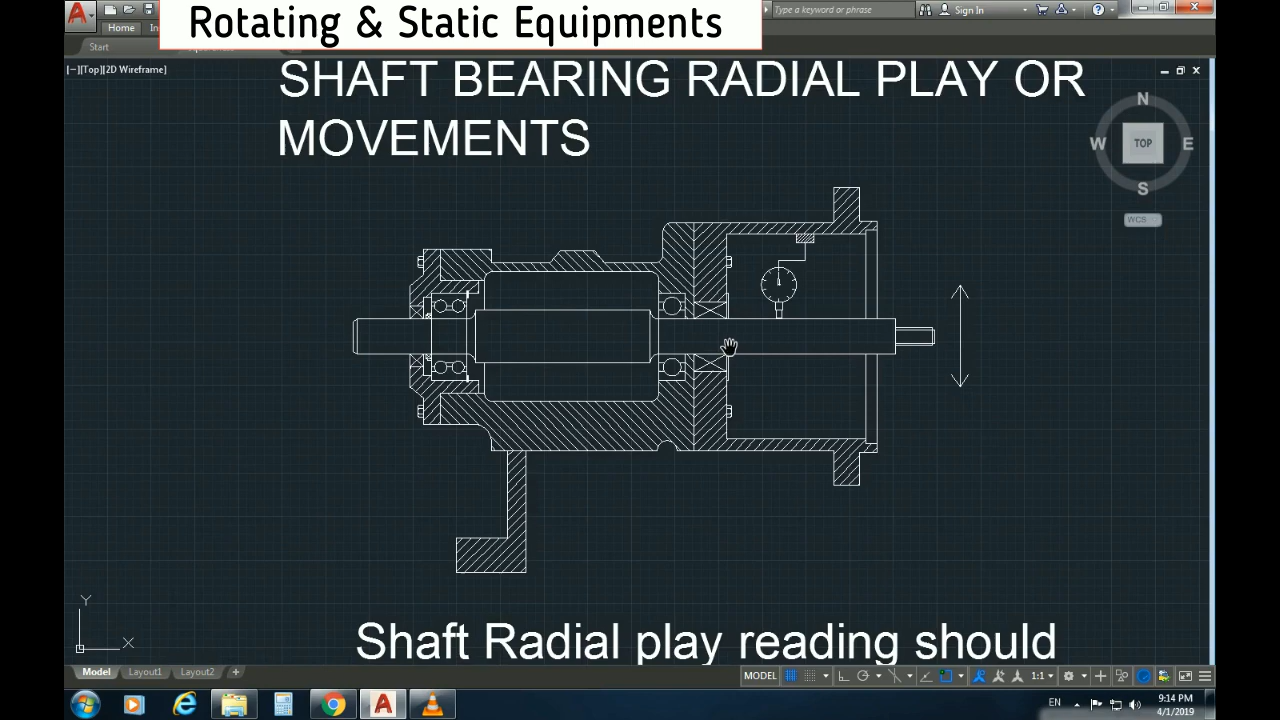 Rotating & Static Equipments
Type a keyword or phrase
Sign In
Home
Start
[−][Top][2D Wireframe]
SHAFT BEARING RADIAL PLAY OR
MOVEMENTS
N
W
TOP
E
S
WCS
Y
X
Shaft Radial play reading should
Model
Layout1
Layout2
+
MODEL
1:1
EN
9:14 PM
4/1/2019